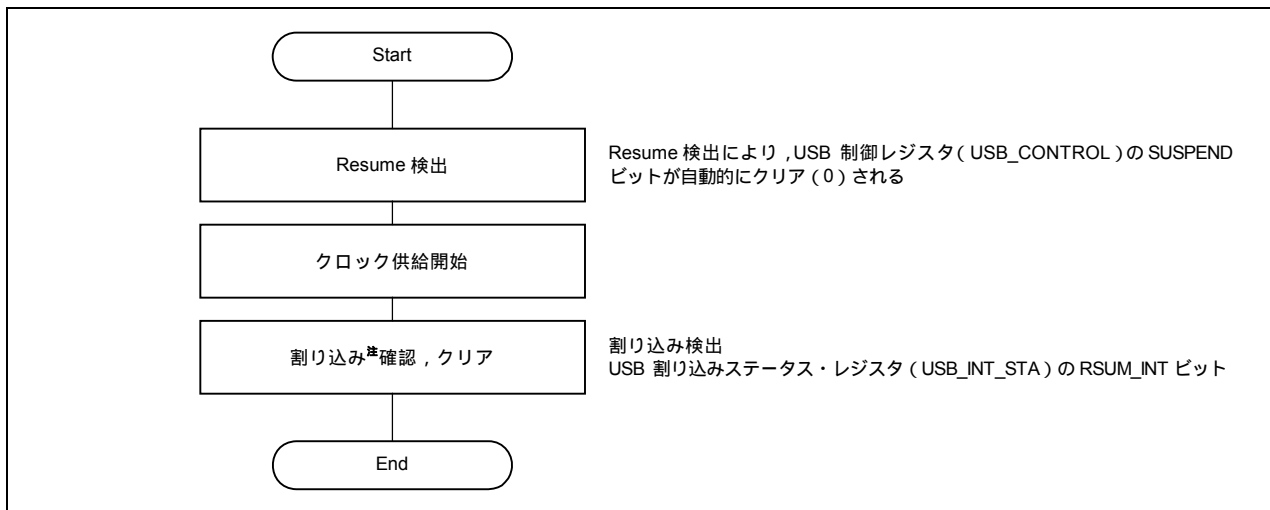 Start
Resume 検出
Resume 検出により，USB 制御レジスタ（USB_CONTROL）の SUSPEND
ビットが自動的にクリア（0）される
クロック供給開始
割り込み注確認，クリア
割り込み検出
USB 割り込みステータス・レジスタ（USB_INT_STA）の RSUM_INT ビット
End